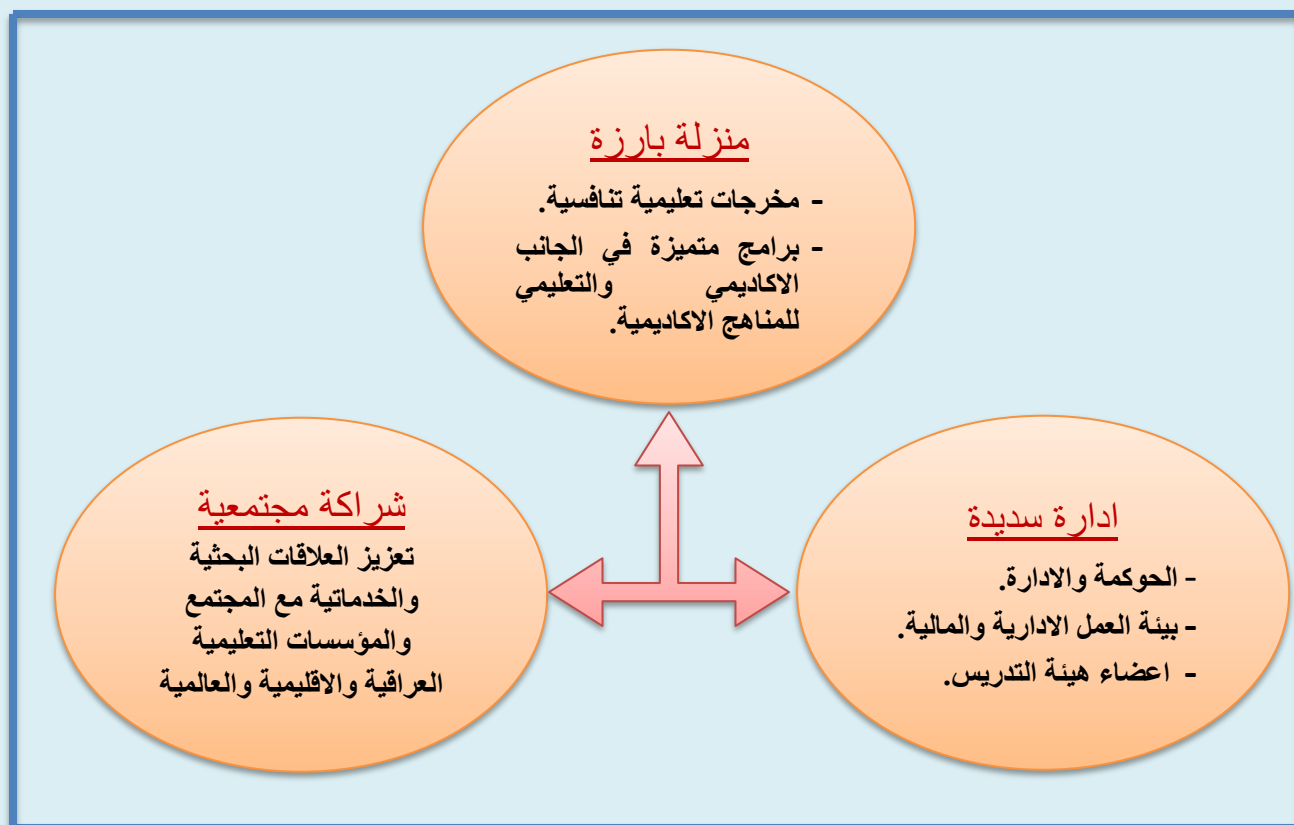 منزلة بارزة
- مخرجات تعليمية تنافسية.
- برامج متميزة في الجانب
الاكاديمي والتعليمي
للمناهج الاكاديمية.
ادارة سديدة
- الحوكمة والادارة.
- بيئة العمل الادارية والمالية.
- اعضاء هيئة التدريس.
شراكة مجتمعية
تعزيز العلاقات البحثية
والخدماتية مع المجتمع
والمؤسسات التعليمية
العراقية والاقليمية والعالمية